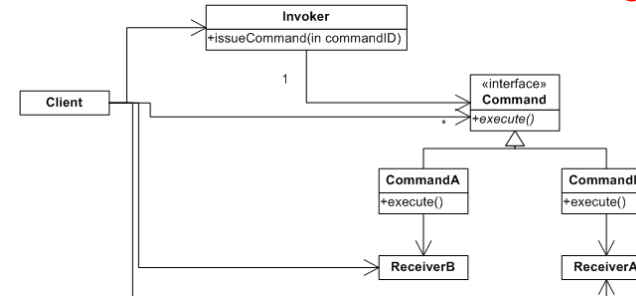 Invoker
+issueCommand(in commandID)
1
«interface»
Command
Client
*
+execute()
CommandA
+execute()
+execute()
ReceiverB
ReceiverA